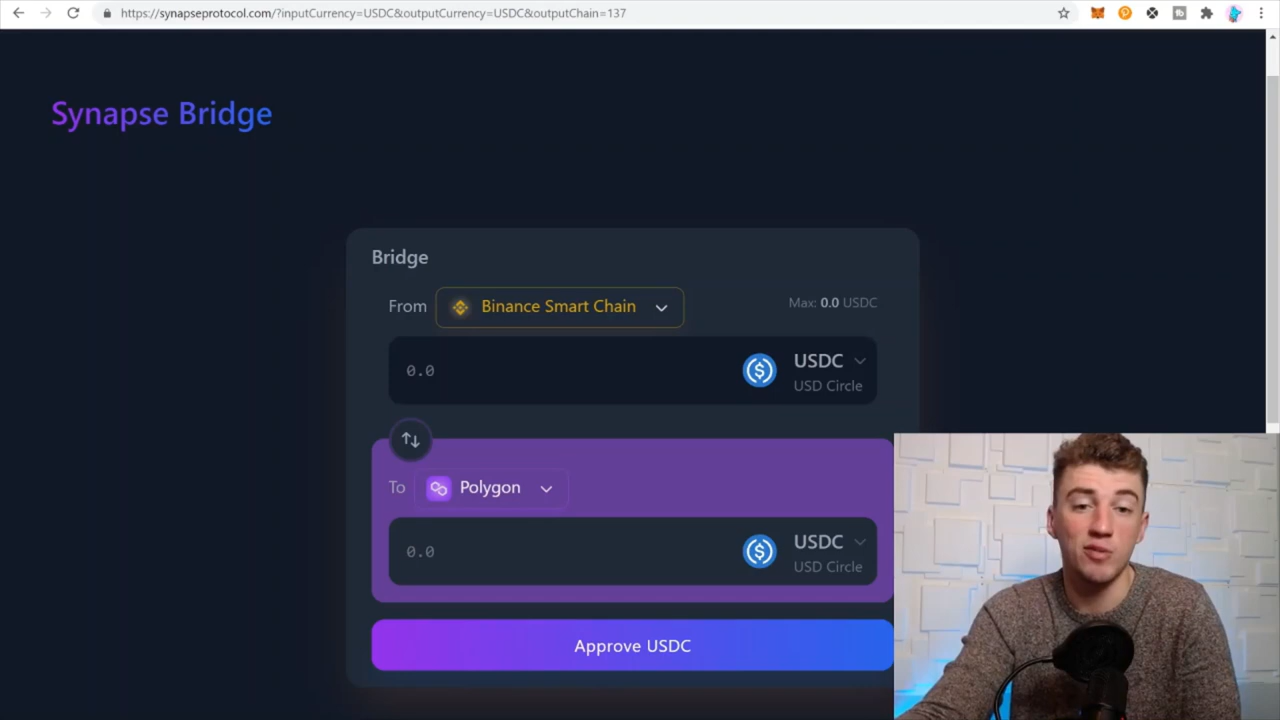 https://synapseprotocol.com/?inputCurrency=USDC&outputCurrency=USDC&outputChain=137
Synapse Bridge
Bridge
From Binance Smart Chain Max: 0.0 USDC
0.0 USDC
USD Circle
To Polygon
0.0 USDC
USD Circle
Approve USDC